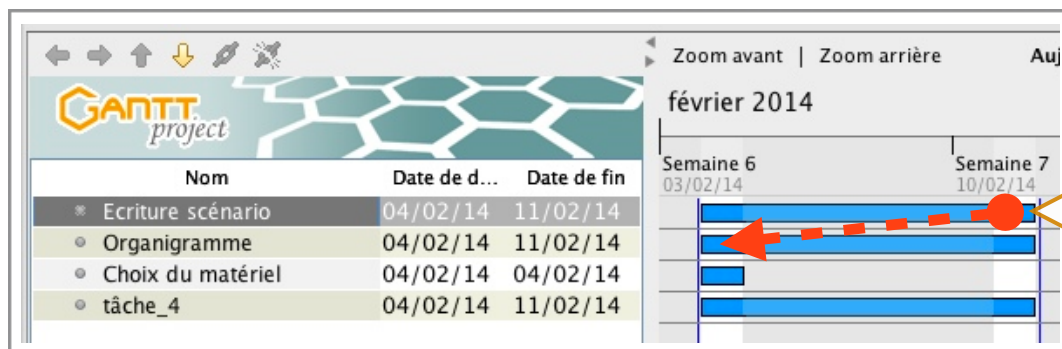 Zoom avant | Zoom arrière Auj
GANTT
project
février 2014
Semaine 6 Semaine 7
03/02/14 10/02/14
Nom Date de d... Date de fin
Ecriture scénario 04/02/14 11/02/14
Organigramme 04/02/14 11/02/14
Choix du matériel 04/02/14 04/02/14
tâche_4 04/02/14 11/02/14